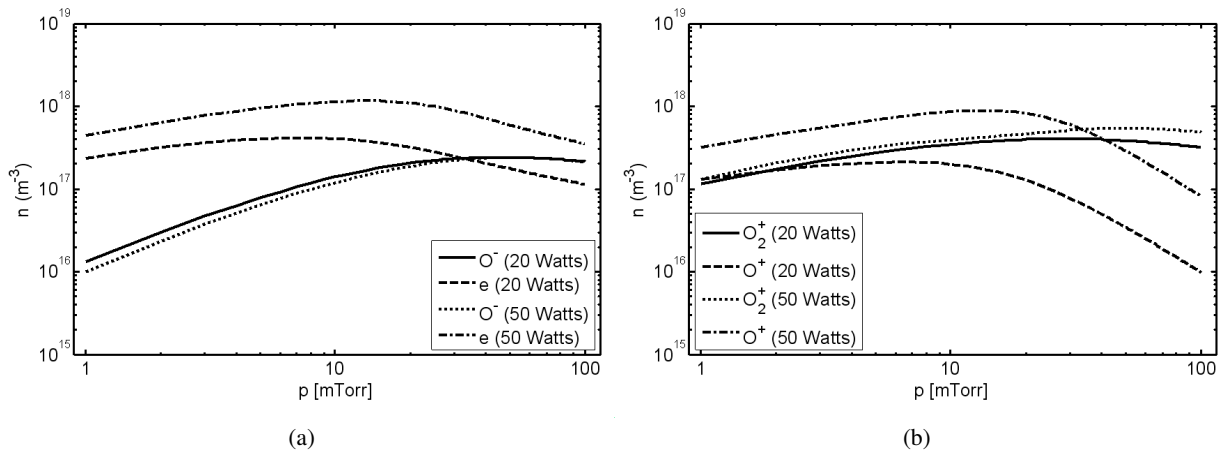 10^19
10^18
10^17
10^16
10^15
n (m^-3)
1
10
100
p [mTorr]
O^- (20 Watts)
e (20 Watts)
O^- (50 Watts)
e (50 Watts)
(a)
10^19
10^18
10^17
10^16
10^15
n (m^-3)
1
10
100
p [mTorr]
O_2^+ (20 Watts)
O^+ (20 Watts)
O_2^+ (50 Watts)
O^+ (50 Watts)
(b)